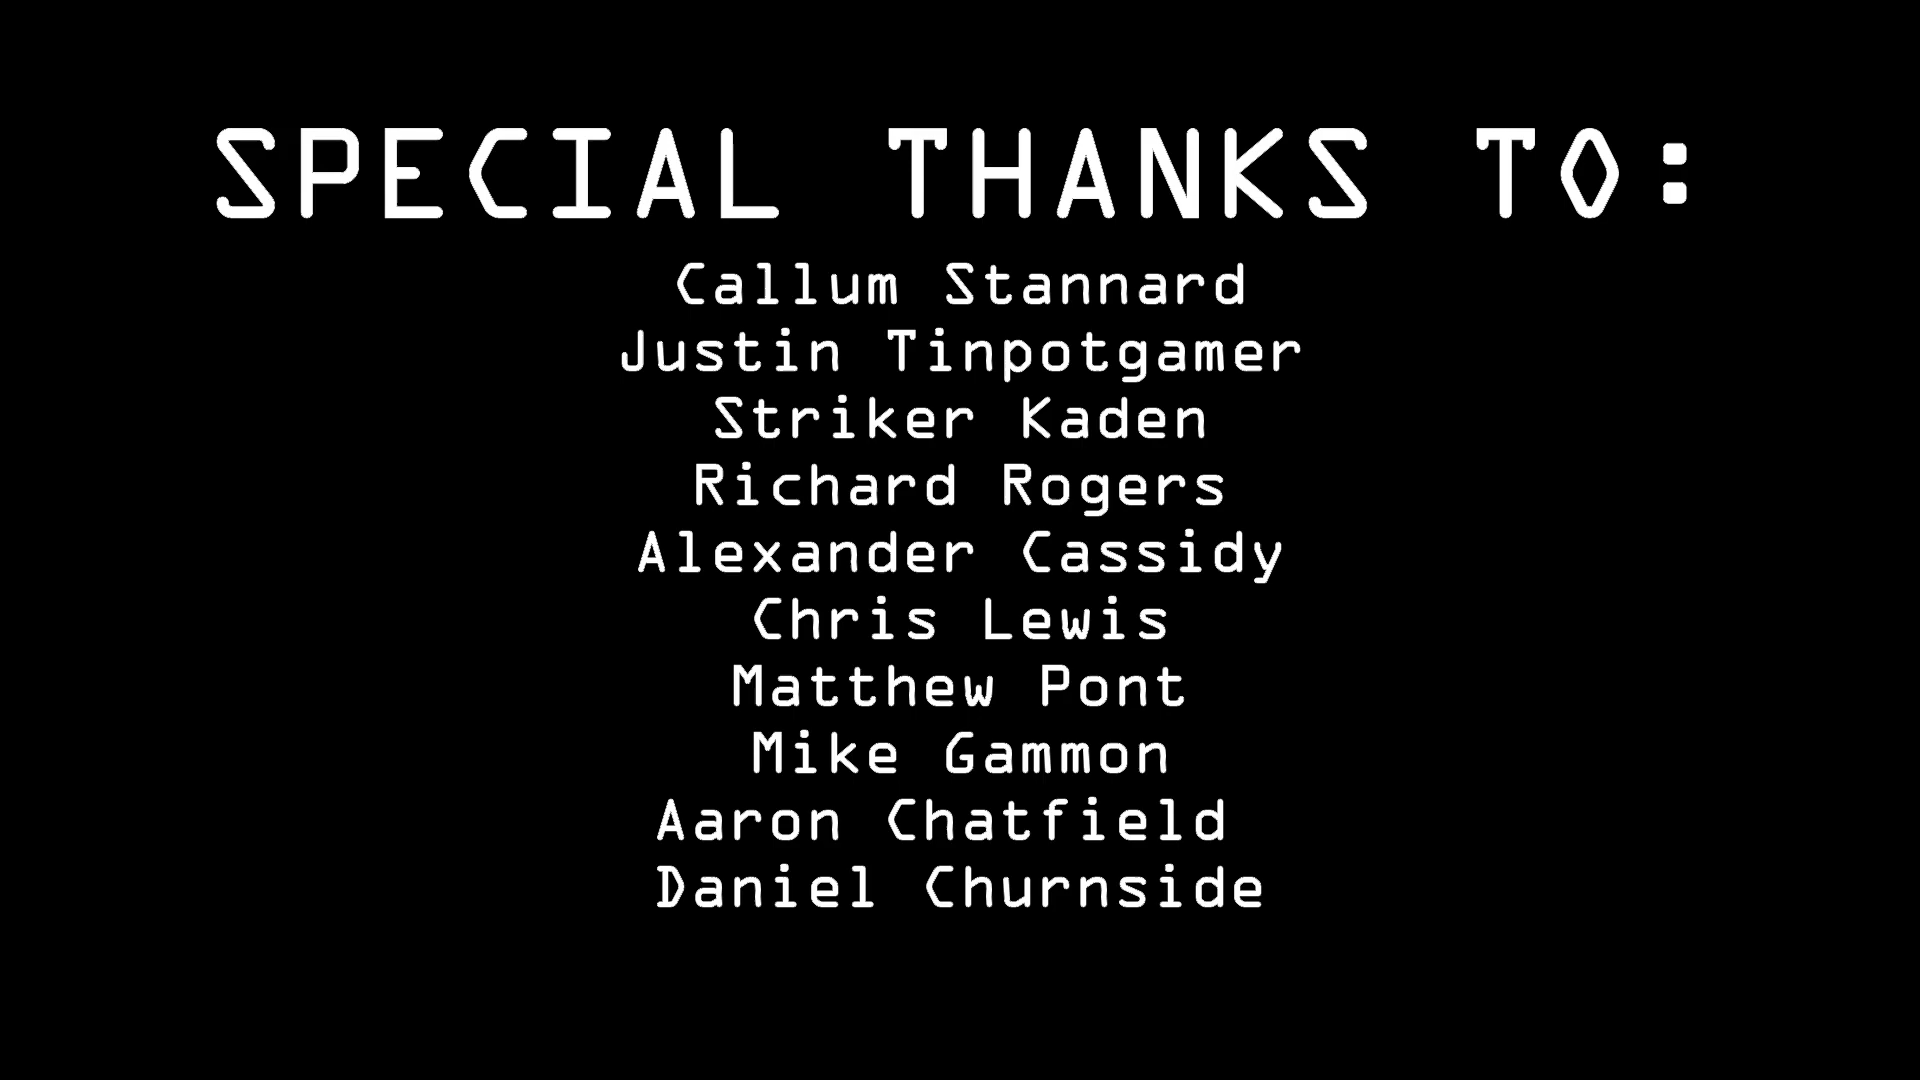 SPECIAL THANKS TO:
Callum Stannard
Justin Tinpotgamer
Striker Kaden
Richard Rogers
Alexander Cassidy
Chris Lewis
Matthew Pont
Mike Gammon
Aaron Chatfield
Daniel Churnside